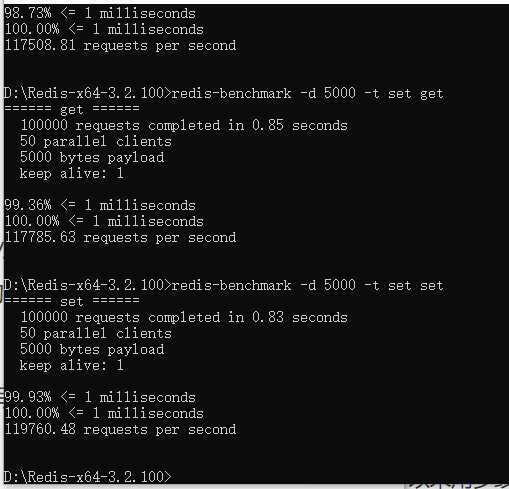 98.73% <= 1 milliseconds
100.00% <= 1 milliseconds
117508.81 requests per second
D:\Redis-x64-3.2.100>redis-benchmark -d 5000 -t set get
====== get ======
  100000 requests completed in 0.85 seconds
  50 parallel clients
  5000 bytes payload
  keep alive: 1
99.36% <= 1 milliseconds
100.00% <= 1 milliseconds
117785.63 requests per second
D:\Redis-x64-3.2.100>redis-benchmark -d 5000 -t set set
====== set ======
  100000 requests completed in 0.83 seconds
  50 parallel clients
  5000 bytes payload
  keep alive: 1
99.93% <= 1 milliseconds
100.00% <= 1 milliseconds
119760.48 requests per second
D:\Redis-x64-3.2.100>